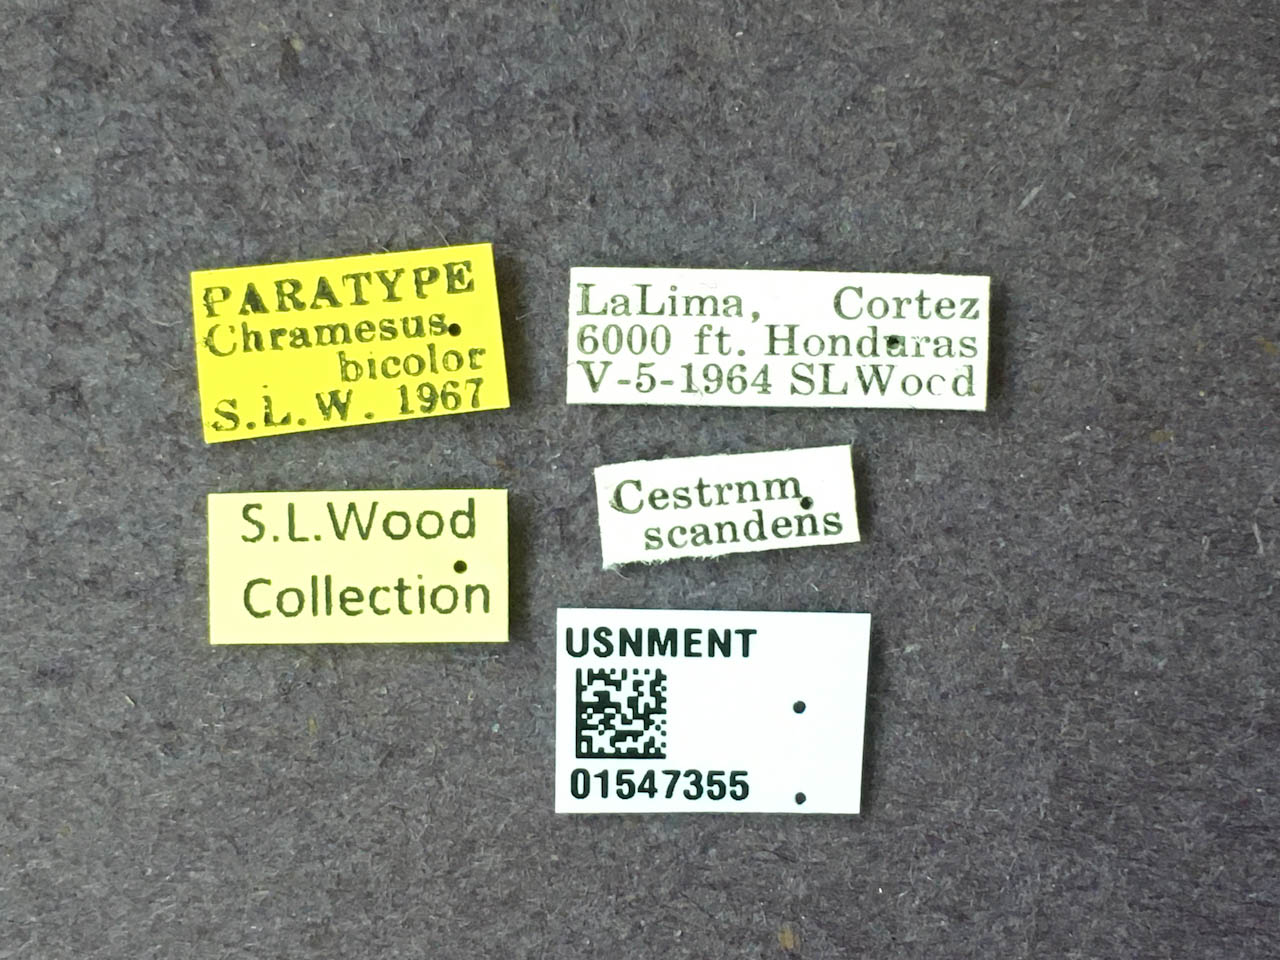 PARATYPE
Chramesus
bicolor
S.L.W. 1967
LaLima, Cortez
6000 ft. Honduras
V-5-1964 SLWood
S.L.Wood
Collection
Cestrnm
scandens
USNMENT
01547355